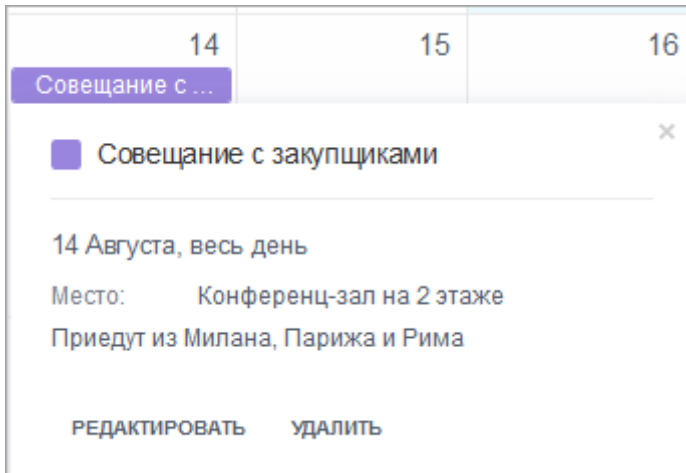 14 15 16
Совещание с ...
Совещание с закупщиками
14 Августа, весь день
Место: Конференц-зал на 2 этаже
Приедут из Милана, Парижа и Рима
РЕДАКТИРОВАТЬ УДАЛИТЬ